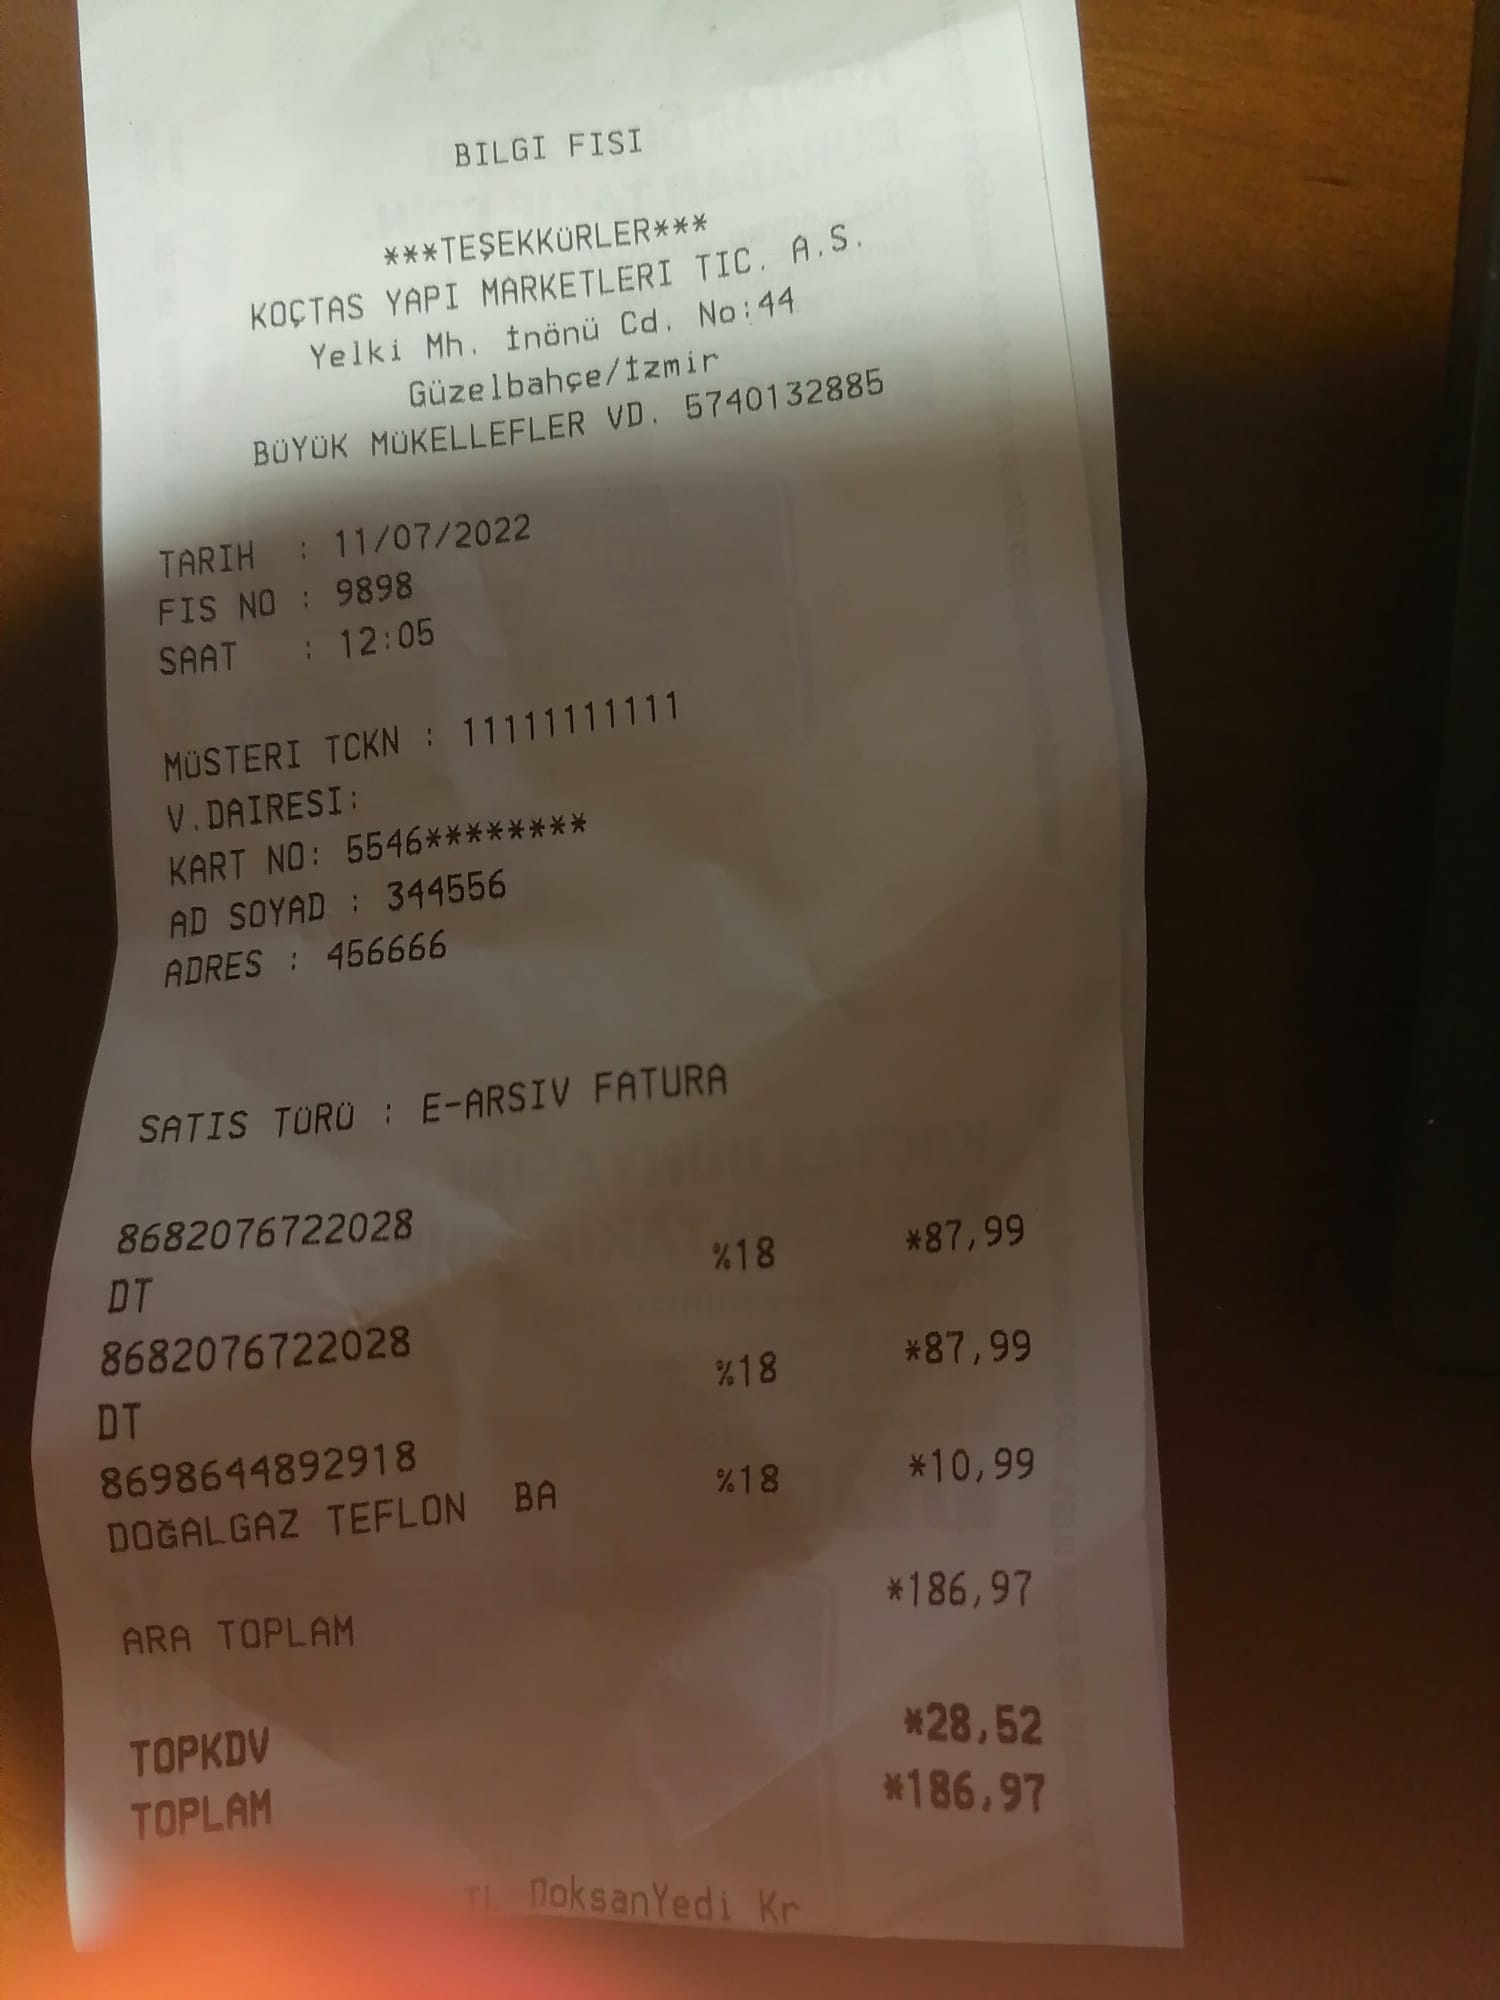 BILGI FISI
***TEŞEKKÜRLER***
KOÇTAS YAPI MARKETLERI TIC. A.S.
Yelki Mh. İnönü Cd. No:44
Güzelbahçe/İzmir
BÜYÜK MÜKELLEFLER VD. 5740132885
TARIH : 11/07/2022
FIS NO : 9898
SAAT : 12:05
MÜSTERI TCKN : 11111111111
V.DAIRESI:
KART NO: 5546********
AD SOYAD : 344556
ADRES : 456666
SATIS TÜRÜ : E-ARSIV FATURA
8682076722028
DT %18 *87,99
8682076722028
DT %18 *87,99
8698644892918
DOĞALGAZ TEFLON BA %18 *10,99
ARA TOPLAM *186,97
TOPKDV *28,52
TOPLAM *186,97
TL DoksanYedi Kr